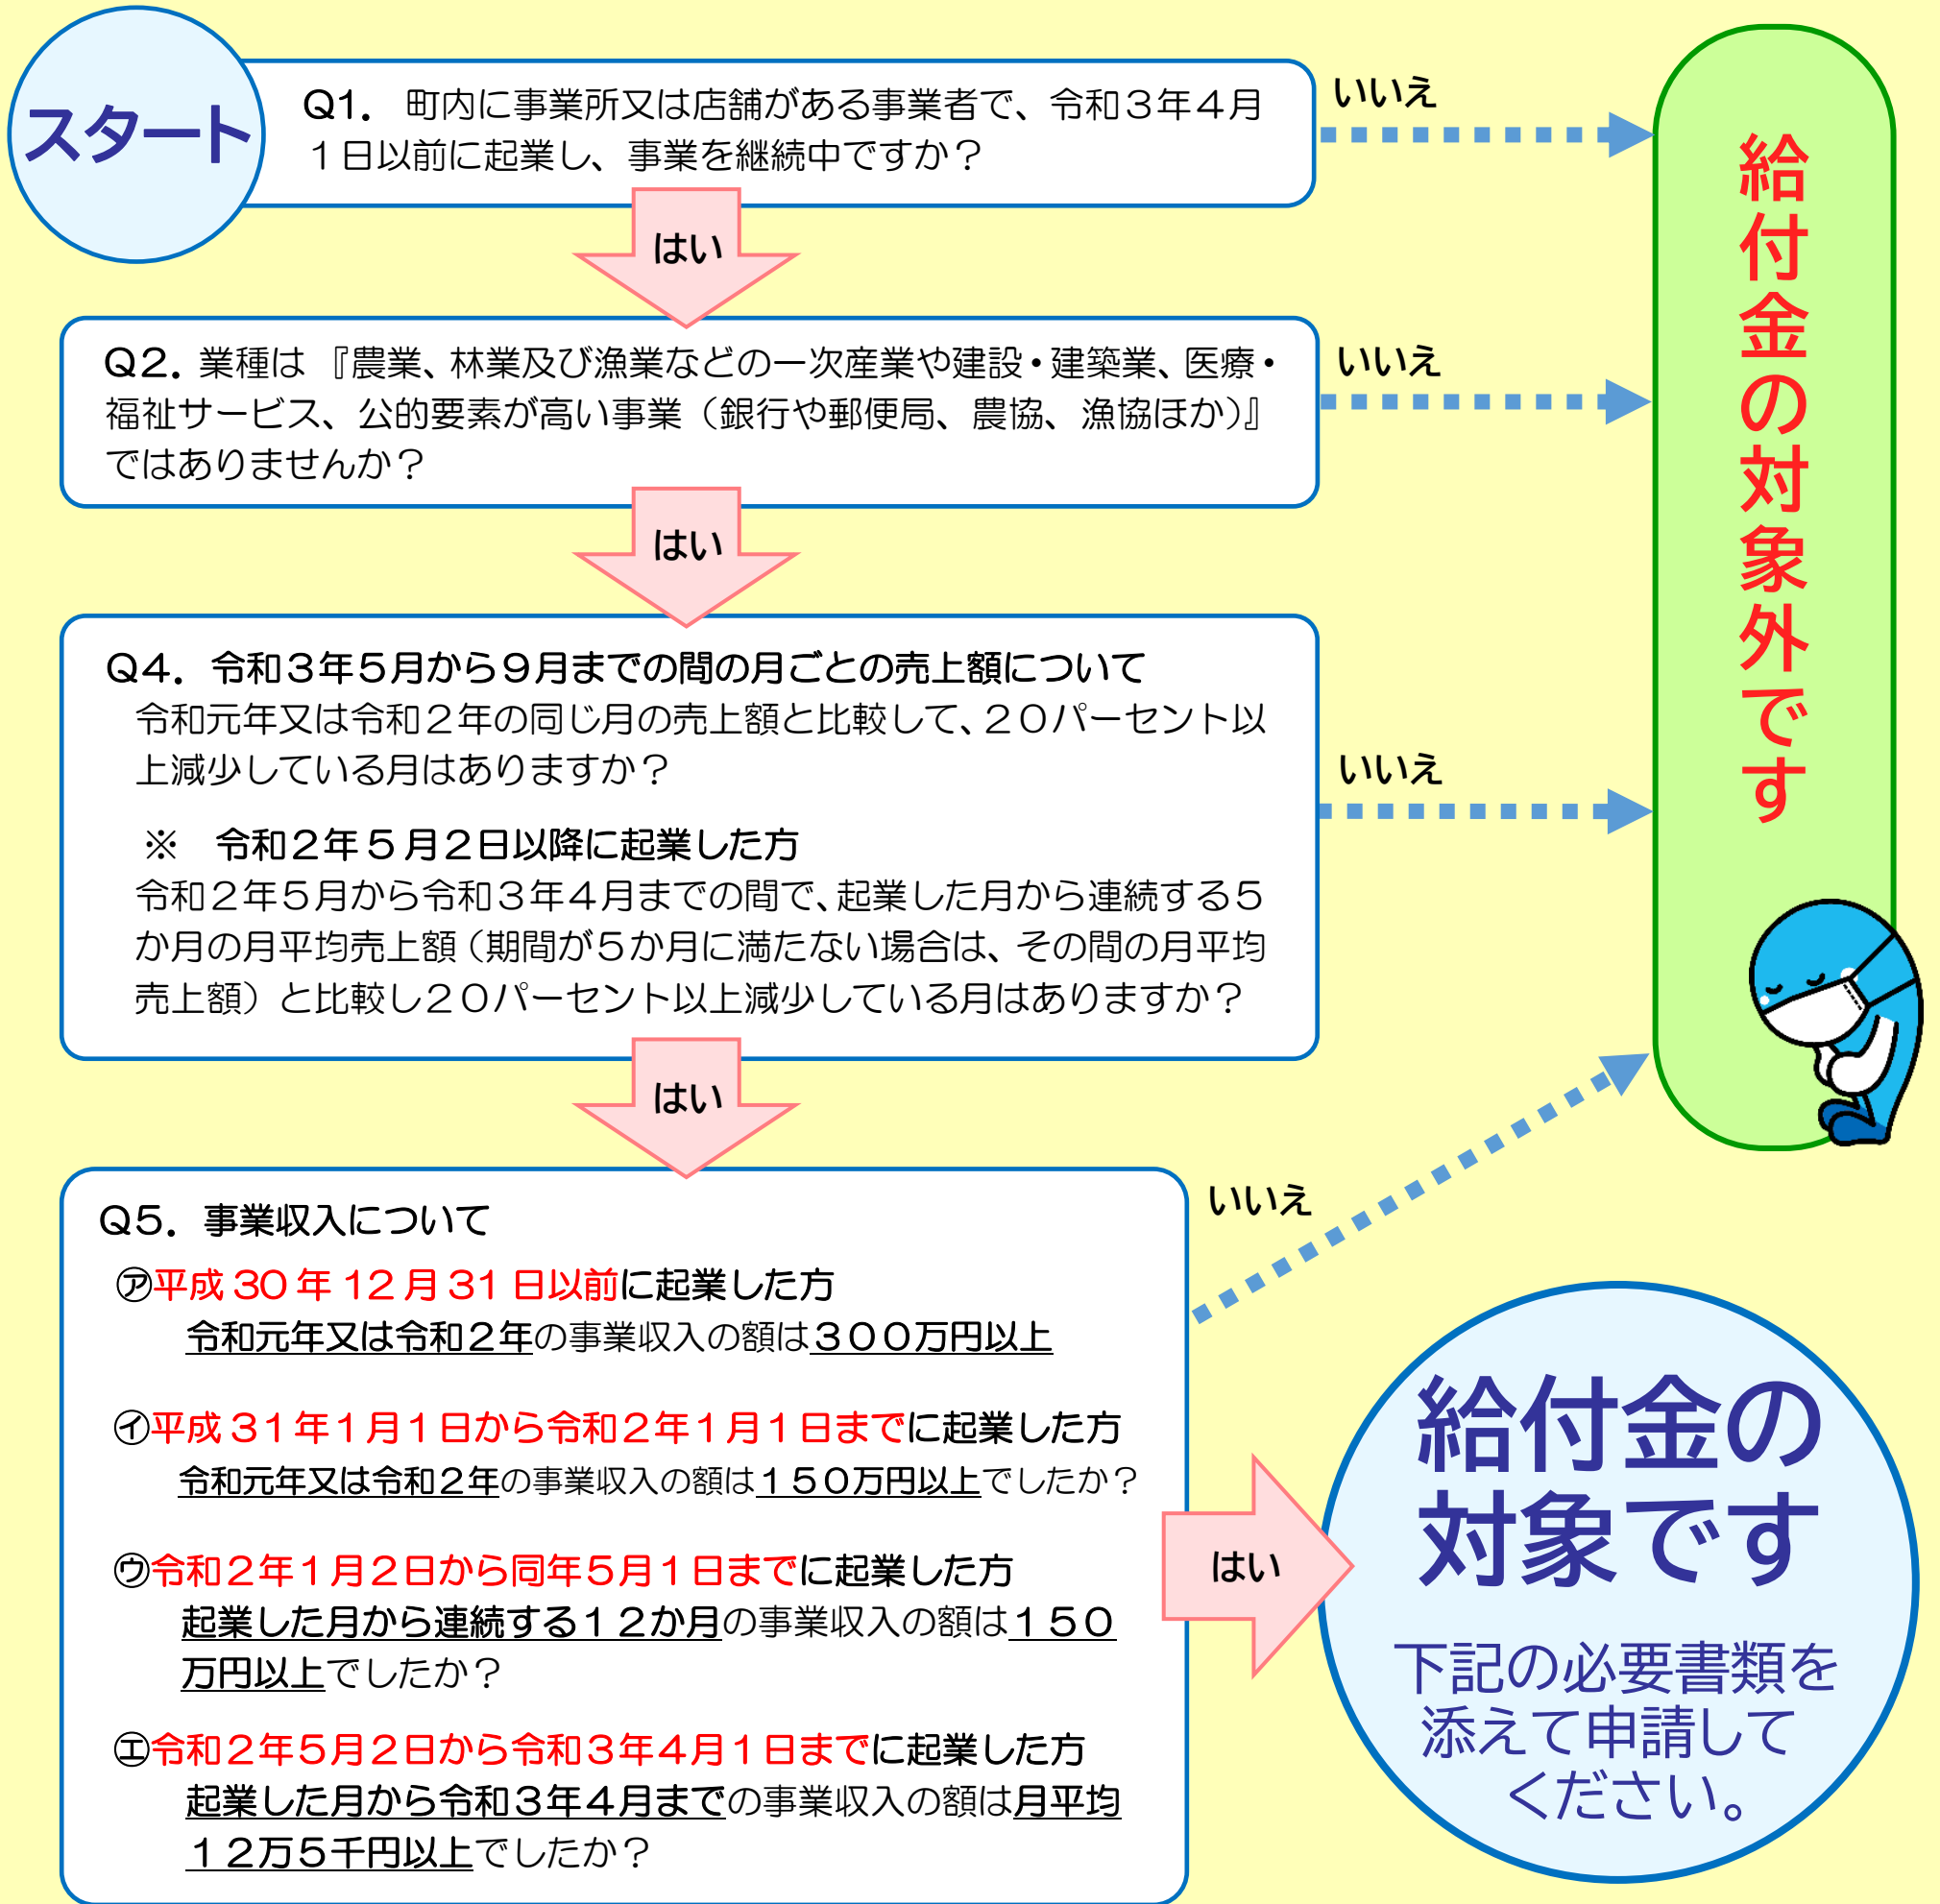 スタート
Q1. 町内に事業所又は店舗がある事業者で、令和３年４月
１日以前に起業し、事業を継続中ですか？
いいえ
はい
Q2. 業種は『農業、林業及び漁業などの一次産業や建設・建築業、医療・
福祉サービス、公的要素が高い事業（銀行や郵便局、農協、漁協ほか）』
ではありませんか？
いいえ
はい
Q4. 令和３年５月から９月までの間の月ごとの売上額について
令和元年又は令和２年の同じ月の売上額と比較して、２０パーセント以
上減少している月はありますか？
※　令和２年５月２日以降に起業した方
令和２年５月から令和３年４月までの間で、起業した月から連続する５
か月の月平均売上額（期間が５か月に満たない場合は、その間の月平均
売上額）と比較し２０パーセント以上減少している月はありますか？
いいえ
はい
Q5. 事業収入について
㋐平成 30 年 12 月 31 日以前に起業した方
令和元年又は令和２年の事業収入の額は３００万円以上
㋑平成 31 年１月１日から令和２年１月１日までに起業した方
令和元年又は令和２年の事業収入の額は１５０万円以上でしたか？
㋒令和２年１月２日から同年５月１日までに起業した方
起業した月から連続する１２か月の事業収入の額は１５０
万円以上でしたか？
㋓令和２年５月２日から令和３年４月１日までに起業した方
起業した月から令和３年４月までの事業収入の額は月平均
１２万５千円以上でしたか？
いいえ
はい
給付金の対象外です
給付金の
対象です
下記の必要書類を
添えて申請して
ください。